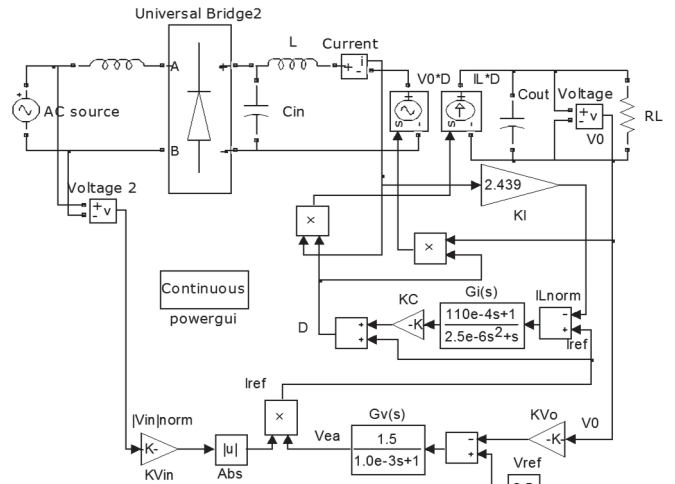 Universal Bridge2
L
Current
i
+
-
A
+
V0*D
IL*D
Voltage
Cout
AC source
Cin
s
s
+
-
v
V0
RL
B
-
Voltage 2
+
-
v
2.439
KI
×
×
Continuous
powergui
Gi(s)
ILnorm
KC
D
+
+
-K-
110e-4s+1
2.5e-6s²+s
-
+
Iref
Iref
|Vin|norm
K-
KVin
|u|
Abs
×
Vea
Gv(s)
1.5
1.0e-3s+1
-
+
KVo
-K-
V0
Vref